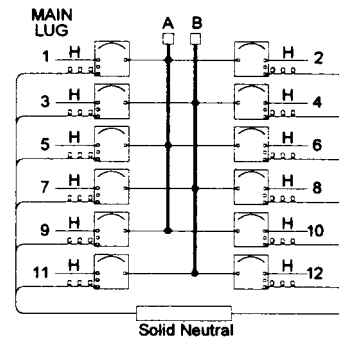 MAIN A B
LUG
1 H H 2
3 H H 4
5 H H 6
7 H H 8
9 H H 10
11 H H 12
Solid Neutral